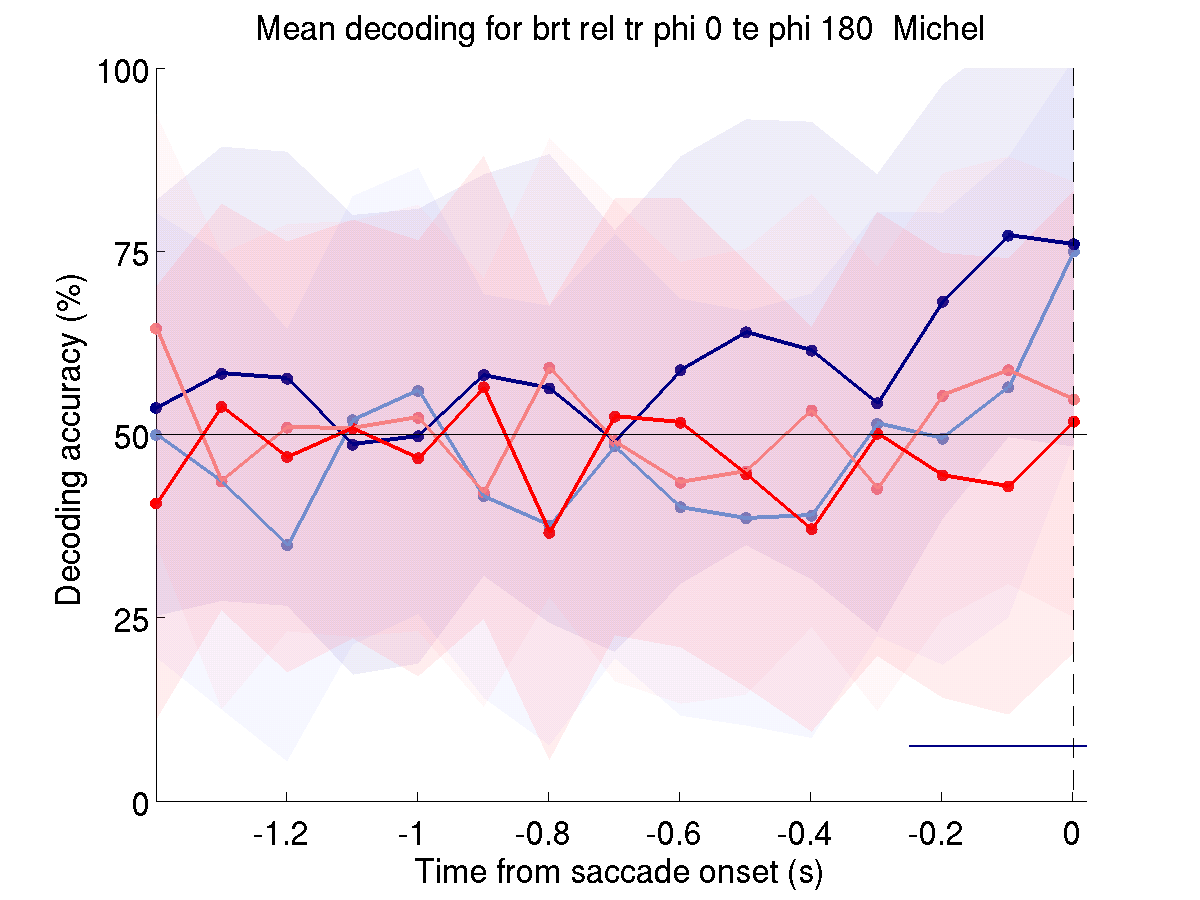 Mean decoding for brt rel tr phi 0 te phi 180  Michel
100
75
50
25
0
Decoding accuracy (%)
-1.2 -1 -0.8 -0.6 -0.4 -0.2 0
Time from saccade onset (s)